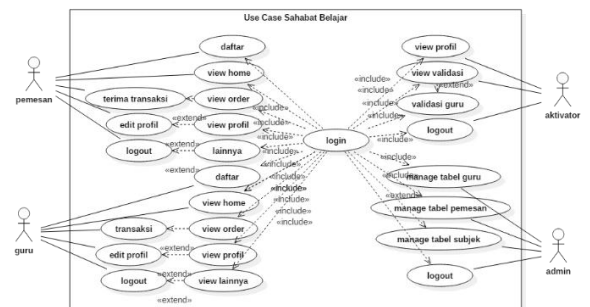 Use Case Sahabat Belajar
daftar
view profil
view home
«include»
view validasi
pemesan
«include»
«extend»
aktivator
terima transaksi
view order
«include»
«include»
validasi guru
edit profil
«extend»
view profil
«include»
logout
«include»
login
«include»
logout
«extend»
lainnya
«include»
«include»
«extend»
daftar
«include»
«include»
manage tabel guru
«include»
«extend»
view home
«include»
manage tabel pemesan
guru
transaksi
view order
«include»
«include»
manage tabel subjek
edit profil
«extend»
view profil
admin
logout
«extend»
view lainnya
logout
«extend»